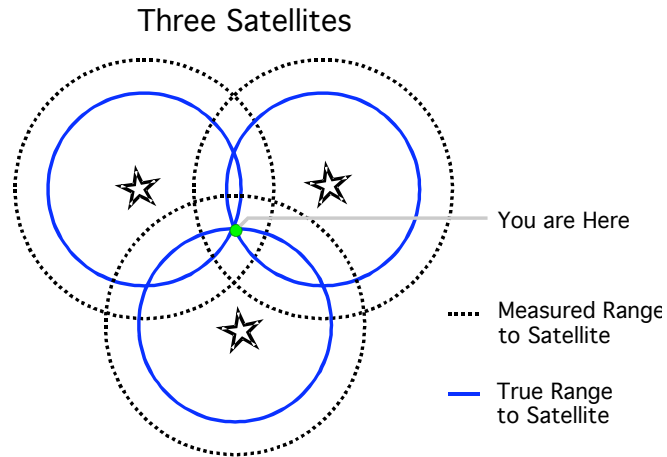 Three Satellites
You are Here
Measured Range
to Satellite
True Range
to Satellite